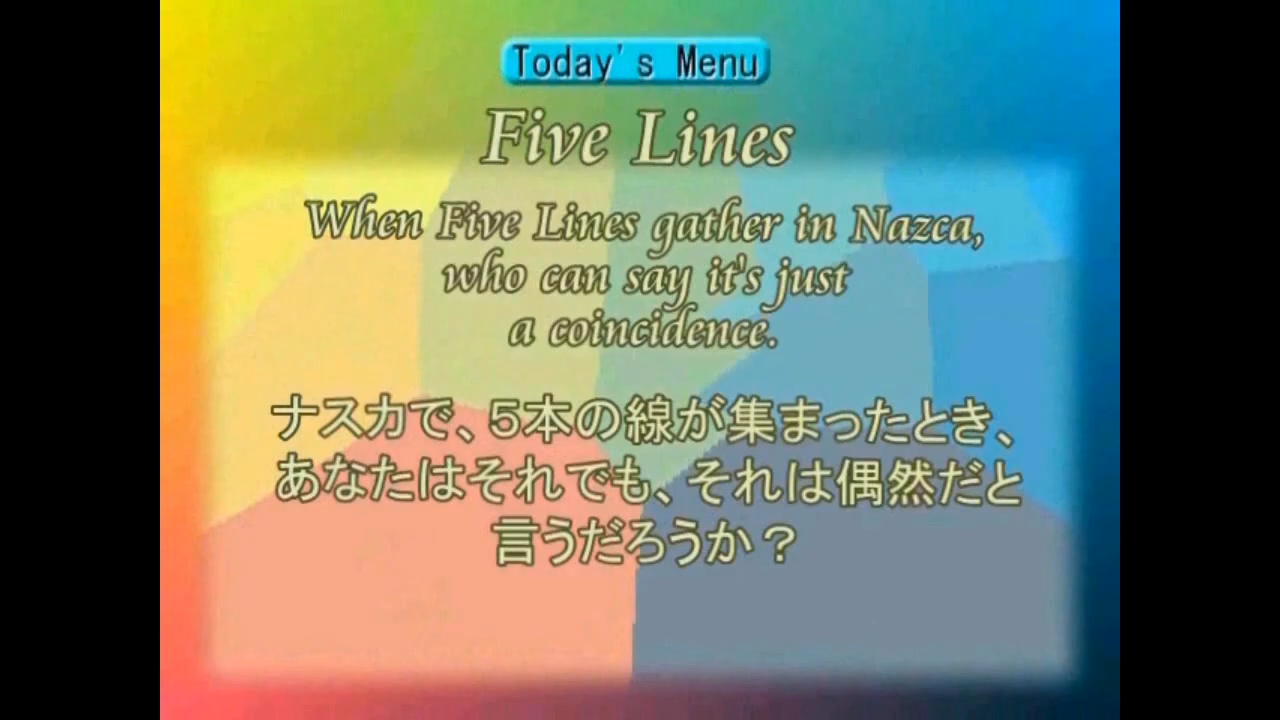 Today's Menu
Five Lines
When Five Lines gather in Nazca,
who can say it's just
a coincidence.
ナスカで、５本の線が集まったとき、
あなたはそれでも、それは偶然だと
言うだろうか？